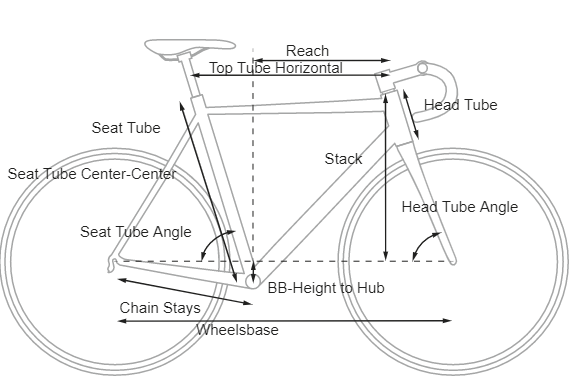 Reach
Top Tube Horizontal
Head Tube
Seat Tube
Stack
Seat Tube Center-Center
Head Tube Angle
Seat Tube Angle
BB-Height to Hub
Chain Stays
Wheelsbase